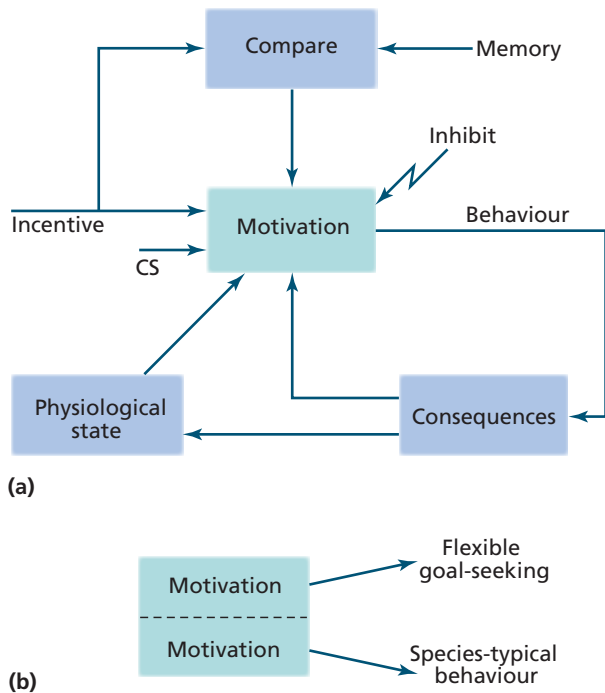 Compare
Memory
Inhibit
Incentive
Motivation
Behaviour
CS
Physiological
state
Consequences
(a)
Motivation
Flexible
goal-seeking
Motivation
Species-typical
behaviour
(b)